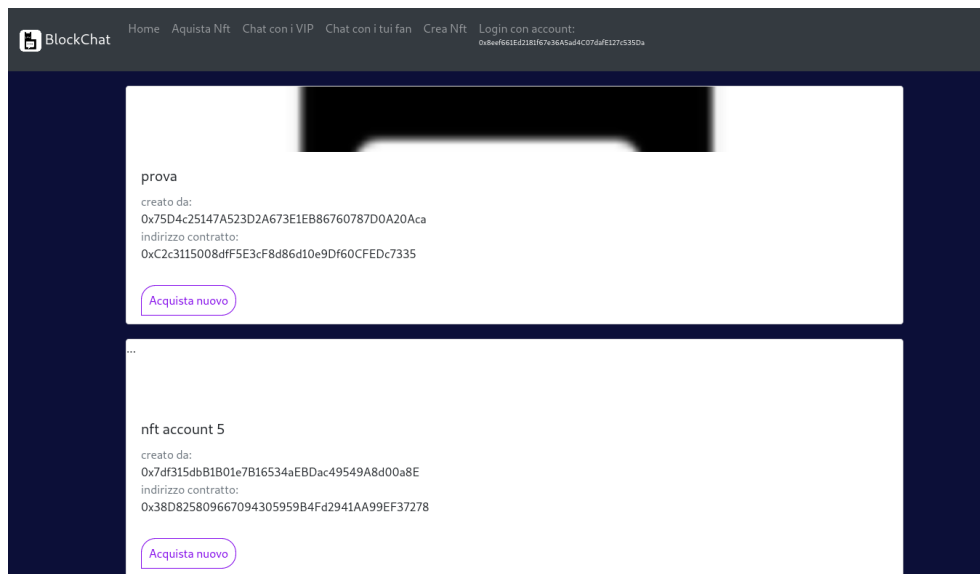 BlockChat
Home Aquista Nft Chat con i VIP Chat con i tui fan Crea Nft Login con account:
0x8eef661Ed2181f67e36A5ad4C07dafE127c535Da
prova
creato da:
0x75D4c25147A523D2A673E1EB86760787D0A20Aca
indirizzo contratto:
0xC2c3115008dfF5E3cF8d86d10e9Df60CFEDc7335
Acquista nuovo
...
nft account 5
creato da:
0x7df315dbB1B01e7B16534aEBDac49549A8d00a8E
indirizzo contratto:
0x38D825809667094305959B4Fd2941AA99EF37278
Acquista nuovo